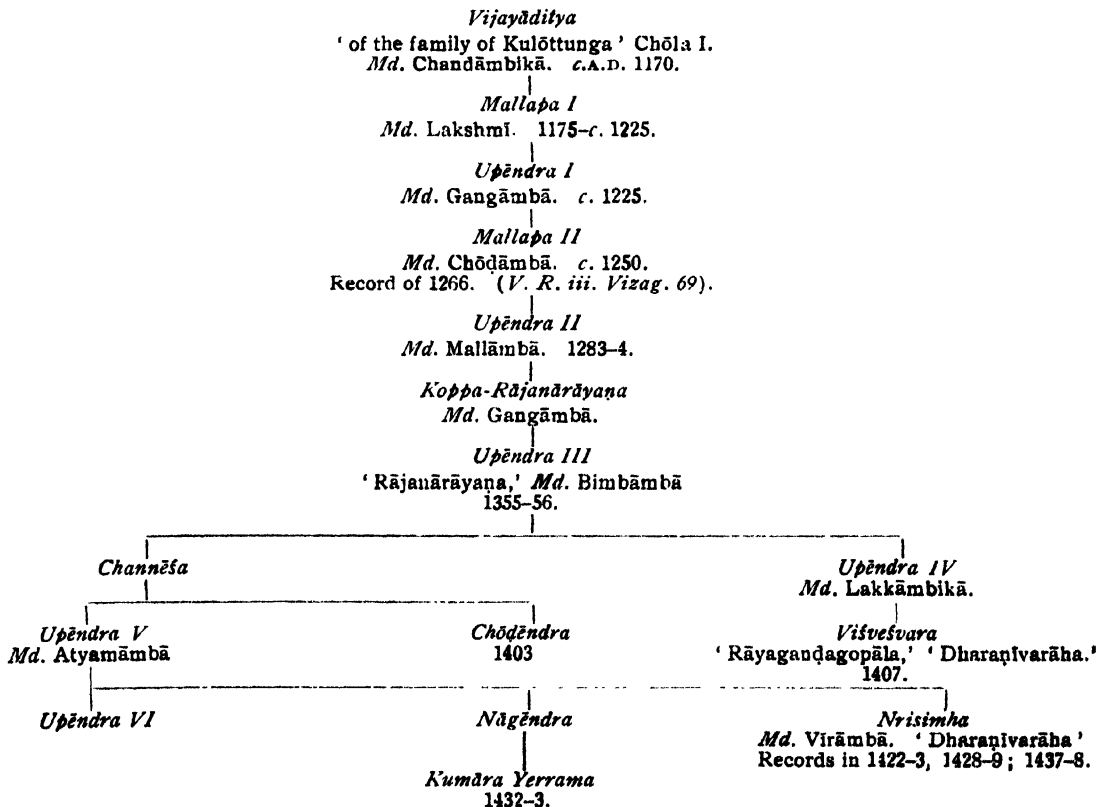 Vijayāditya
‘ of the family of Kulōttunga ’ Chōla I.
Md. Chandāmbikā. c.A.D. 1170.
Mallapa I
Md. Lakshmī. 1175–c. 1225.
Upēndra I
Md. Gangāmbā. c. 1225.
Mallapa II
Md. Chōḍāmbā. c. 1250.
Record of 1266. (V. R. iii. Vizag. 69).
Upēndra II
Md. Mallāmbā. 1283–4.
Koppa-Rājanārāyaṇa
Md. Gangāmbā.
Upēndra III
‘ Rājanārāyaṇa,’ Md. Bimbāmbā
1355–56.
Channēśa Upēndra IV
Md. Lakkāmbikā.
Upēndra V Chōḍēndra Viśveśvara
Md. Atyamāmbā 1403 ‘ Rāyagaṇḍagopāla,’ ‘ Dharaṇīvarāha.’
1407.
Upēndra VI Nāgēndra Nrisimha
Md. Vīrāmbā. ‘ Dharaṇīvarāha ’
Records in 1422–3, 1428–9 ; 1437–8.
Kumāra Yerrama
1432–3.